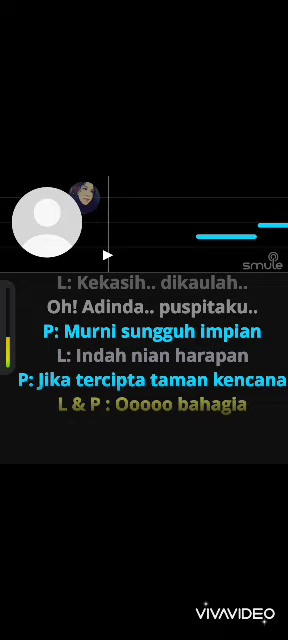 smule
L: Kekasih.. dikaulah..
Oh! Adinda.. puspitaku..
P: Murni sungguh impian
L: Indah nian harapan
P: Jika tercipta taman kencana
L & P : Ooooo bahagia
VIVAVIDEO